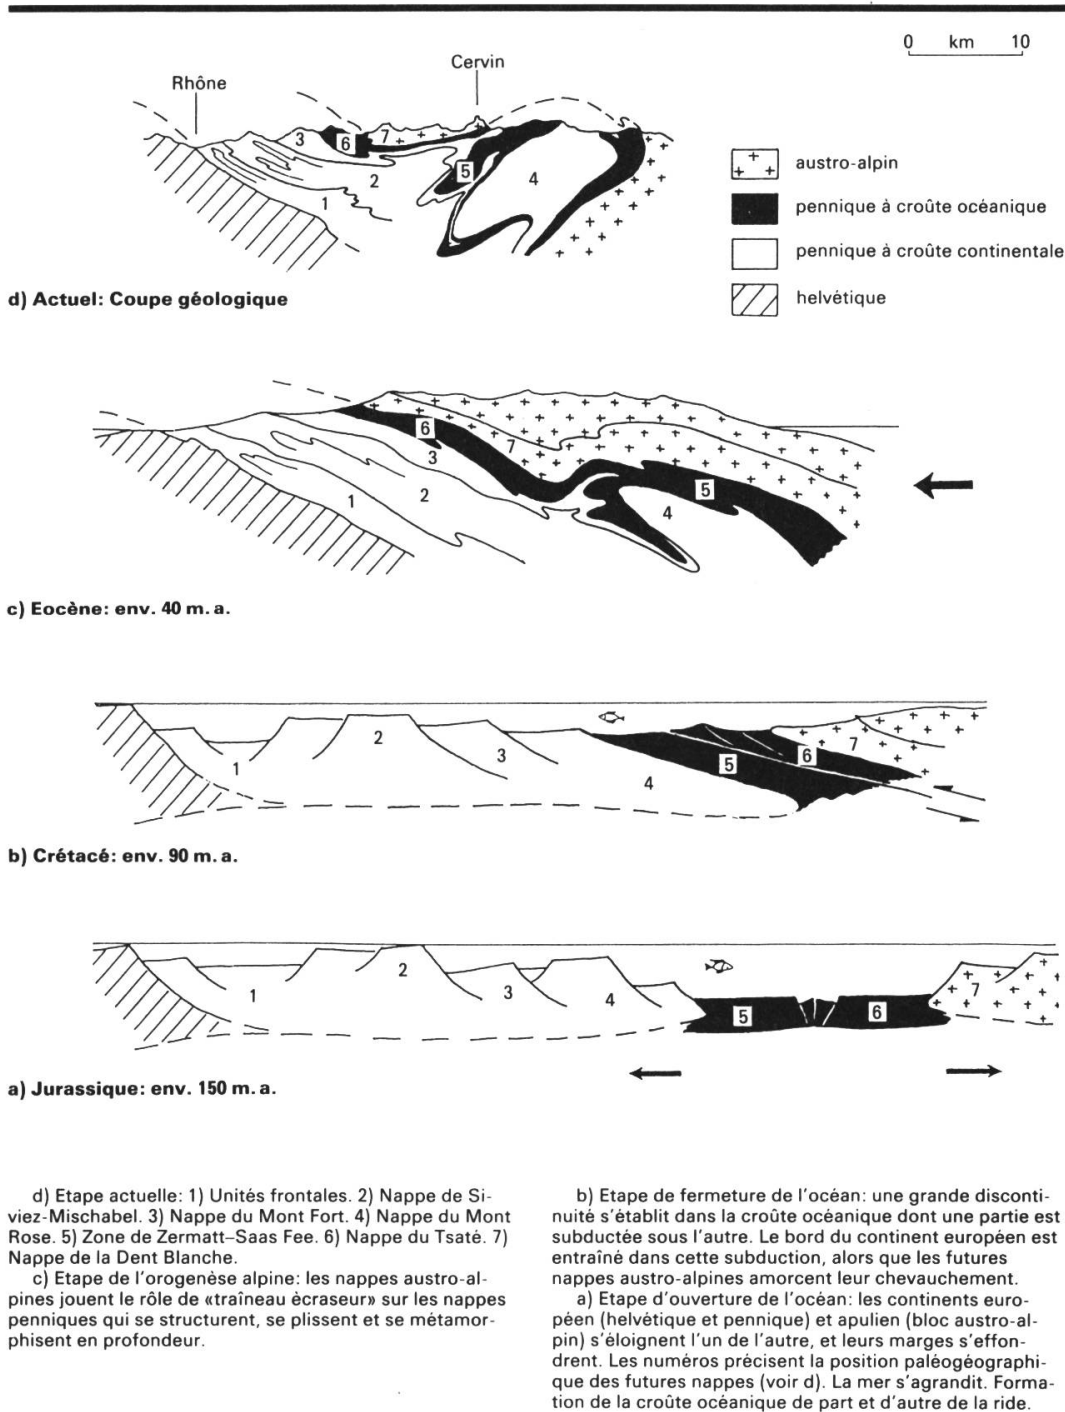 0 km 10
Rhône
Cervin
3
6
7
2
5
4
1
austro-alpin
pennique à croûte océanique
pennique à croûte continentale
helvétique
d) Actuel: Coupe géologique
6
7
3
5
1
2
4
c) Eocène: env. 40 m.a.
2
7
3
6
1
5
4
b) Crétacé: env. 90 m.a.
2
1
3
4
5
6
7
a) Jurassique: env. 150 m.a.
d) Etape actuelle: 1) Unités frontales. 2) Nappe de Si-
viez-Mischabel. 3) Nappe du Mont Fort. 4) Nappe du Mont
Rose. 5) Zone de Zermatt–Saas Fee. 6) Nappe du Tsaté. 7)
Nappe de la Dent Blanche.
c) Etape de l'orogenèse alpine: les nappes austro-al-
pines jouent le rôle de «traîneau ècraseur» sur les nappes
penniques qui se structurent, se plissent et se métamor-
phisent en profondeur.
b) Etape de fermeture de l'océan: une grande disconti-
nuité s'établit dans la croûte océanique dont une partie est
subductée sous l'autre. Le bord du continent européen est
entraîné dans cette subduction, alors que les futures
nappes austro-alpines amorcent leur chevauchement.
a) Etape d'ouverture de l'océan: les continents euro-
péen (helvétique et pennique) et apulien (bloc austro-al-
pin) s'éloignent l'un de l'autre, et leurs marges s'effon-
drent. Les numéros précisent la position paléogéographi-
que des futures nappes (voir d). La mer s'agrandit. Forma-
tion de la croûte océanique de part et d'autre de la ride.